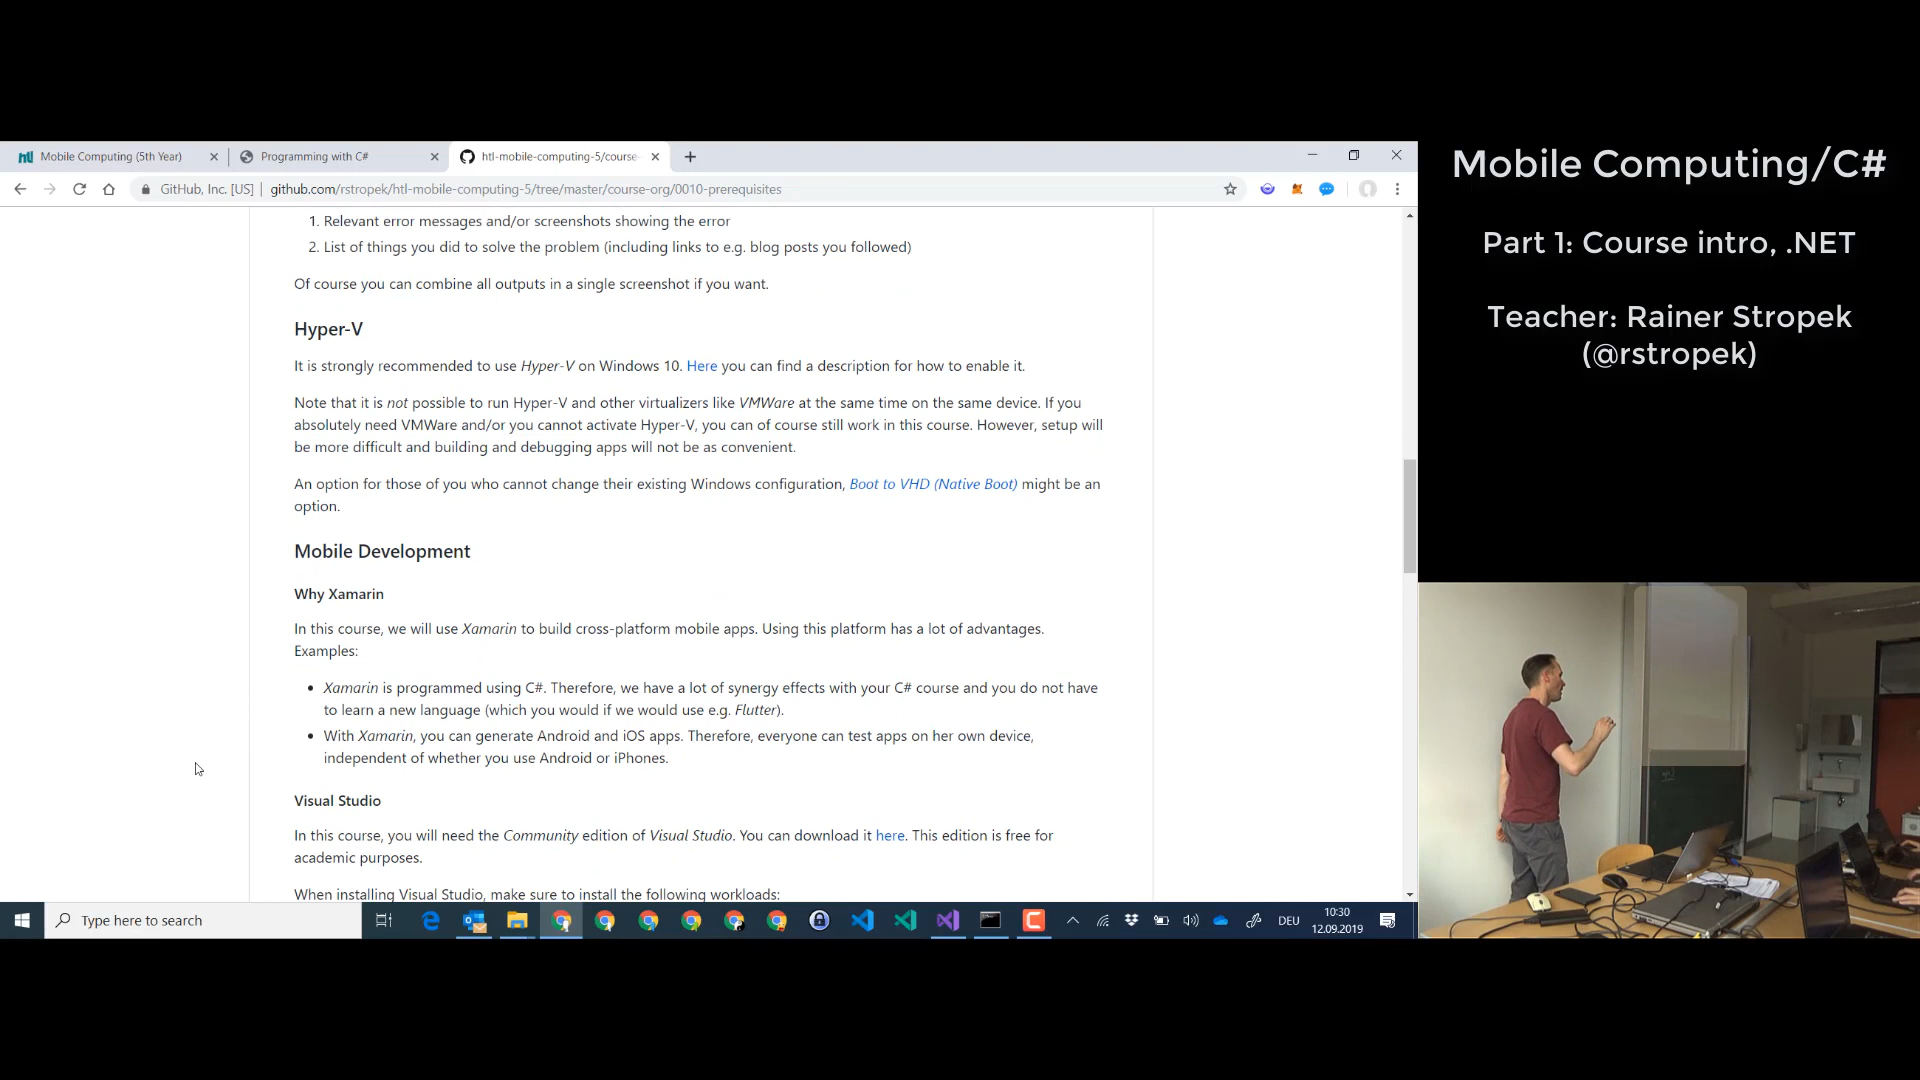 Mobile Computing (5th Year)
Programming with C#
htl-mobile-computing-5/course-
GitHub, Inc. [US]
github.com/rstropek/htl-mobile-computing-5/tree/master/course-org/0010-prerequisites
1. Relevant error messages and/or screenshots showing the error
2. List of things you did to solve the problem (including links to e.g. blog posts you followed)
Of course you can combine all outputs in a single screenshot if you want.
Hyper-V
It is strongly recommended to use Hyper-V on Windows 10. Here you can find a description for how to enable it.
Note that it is not possible to run Hyper-V and other virtualizers like VMWare at the same time on the same device. If you
absolutely need VMWare and/or you cannot activate Hyper-V, you can of course still work in this course. However, setup will
be more difficult and building and debugging apps will not be as convenient.
An option for those of you who cannot change their existing Windows configuration, Boot to VHD (Native Boot) might be an
option.
Mobile Development
Why Xamarin
In this course, we will use Xamarin to build cross-platform mobile apps. Using this platform has a lot of advantages.
Examples:
• Xamarin is programmed using C#. Therefore, we have a lot of synergy effects with your C# course and you do not have
to learn a new language (which you would if we would use e.g. Flutter).
• With Xamarin, you can generate Android and iOS apps. Therefore, everyone can test apps on her own device,
independent of whether you use Android or iPhones.
Visual Studio
In this course, you will need the Community edition of Visual Studio. You can download it here. This edition is free for
academic purposes.
When installing Visual Studio, make sure to install the following workloads:
Type here to search
DEU
10:30
12.09.2019
Mobile Computing/C#
Part 1: Course intro, .NET
Teacher: Rainer Stropek
(@rstropek)